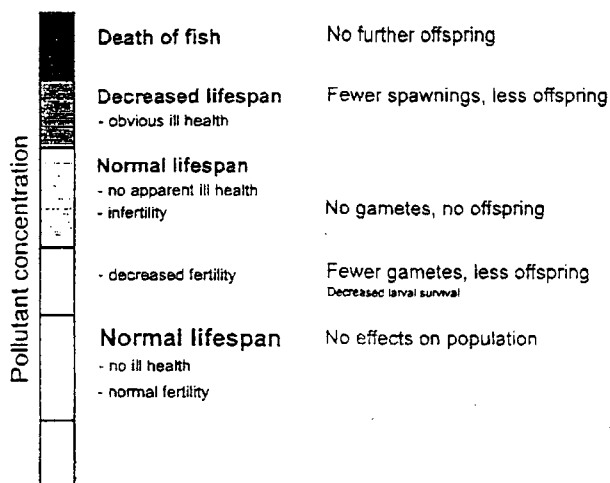 Death of fish No further offspring
Decreased lifespan Fewer spawnings, less offspring
- obvious ill health
Normal lifespan
- no apparent ill health
- infertility No gametes, no offspring
- decreased fertility Fewer gametes, less offspring
Decreased larval survival
Normal lifespan No effects on population
- no ill health
- normal fertility
Pollutant concentration